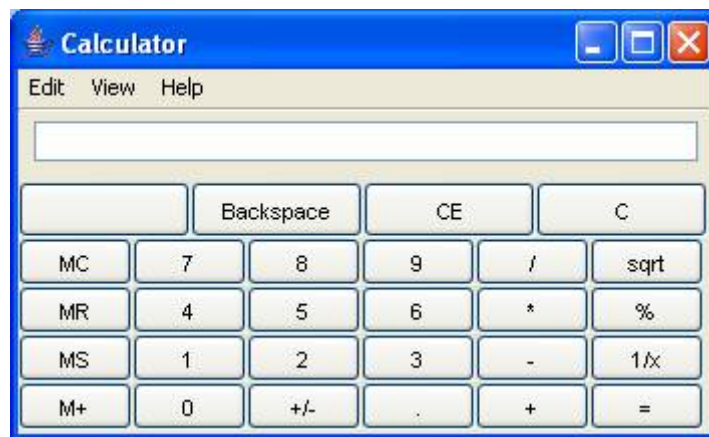 Calculator
Edit View Help
Backspace CE C
MC 7 8 9 / sqrt
MR 4 5 6 * %
MS 1 2 3 - 1/x
M+ 0 +/- . + =